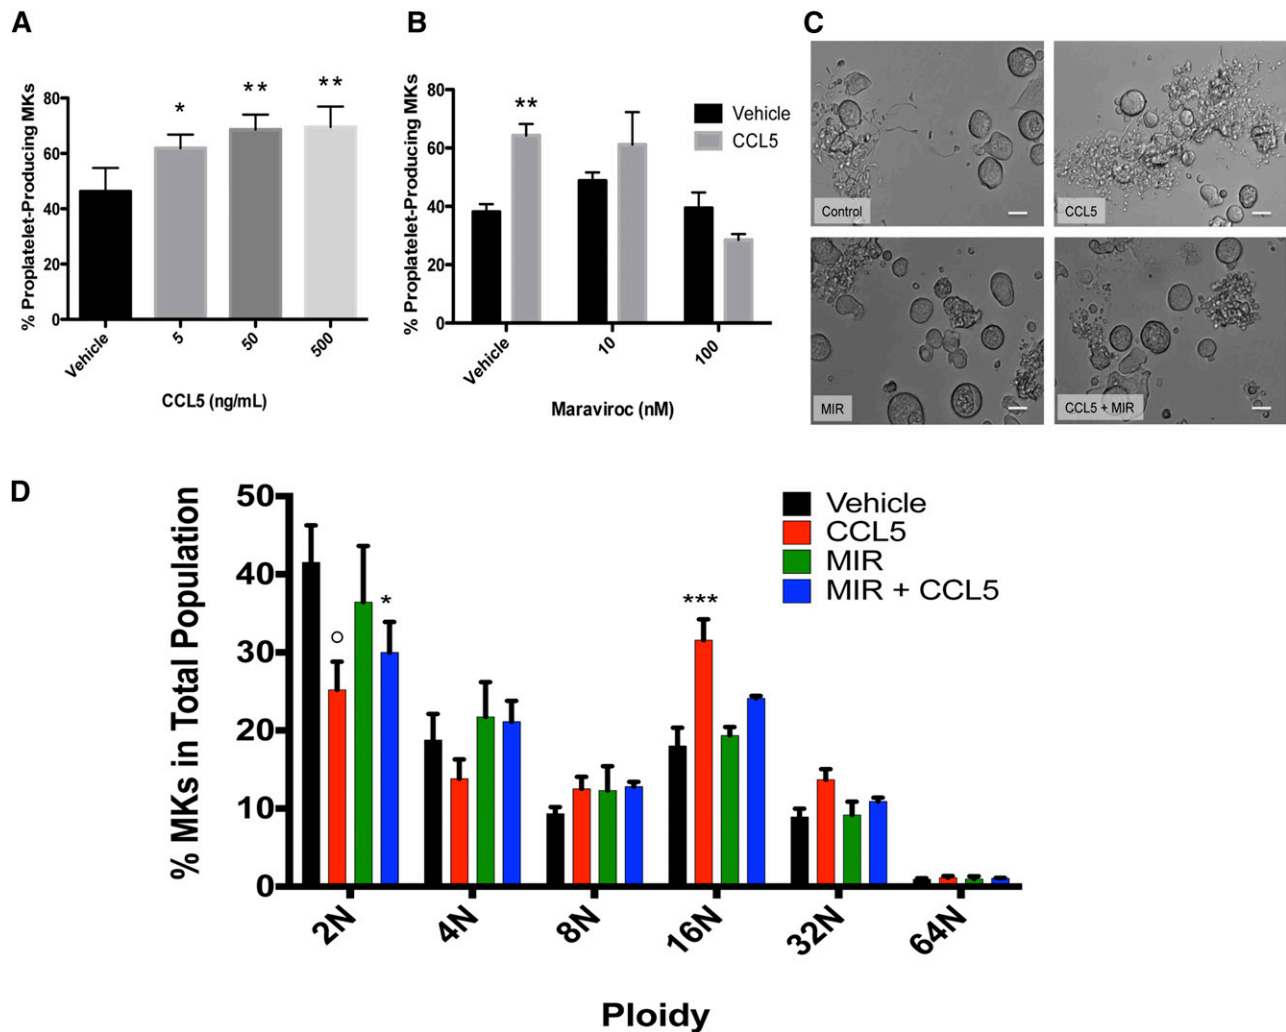 A
% Proplatelet-Producing MKs
80
60
40
20
0
*
**
**
Vehicle
5
50
500
CCL5 (ng/mL)
B
% Proplatelet-Producing MKs
80
60
40
20
0
**
Vehicle
CCL5
Vehicle
10
100
Maraviroc (nM)
C
Control
CCL5
MIR
CCL5 + MIR
D
% MKs in Total Population
50
40
30
20
10
0
Vehicle
CCL5
MIR
MIR + CCL5
○
*
***
2N
4N
8N
16N
32N
64N
Ploidy